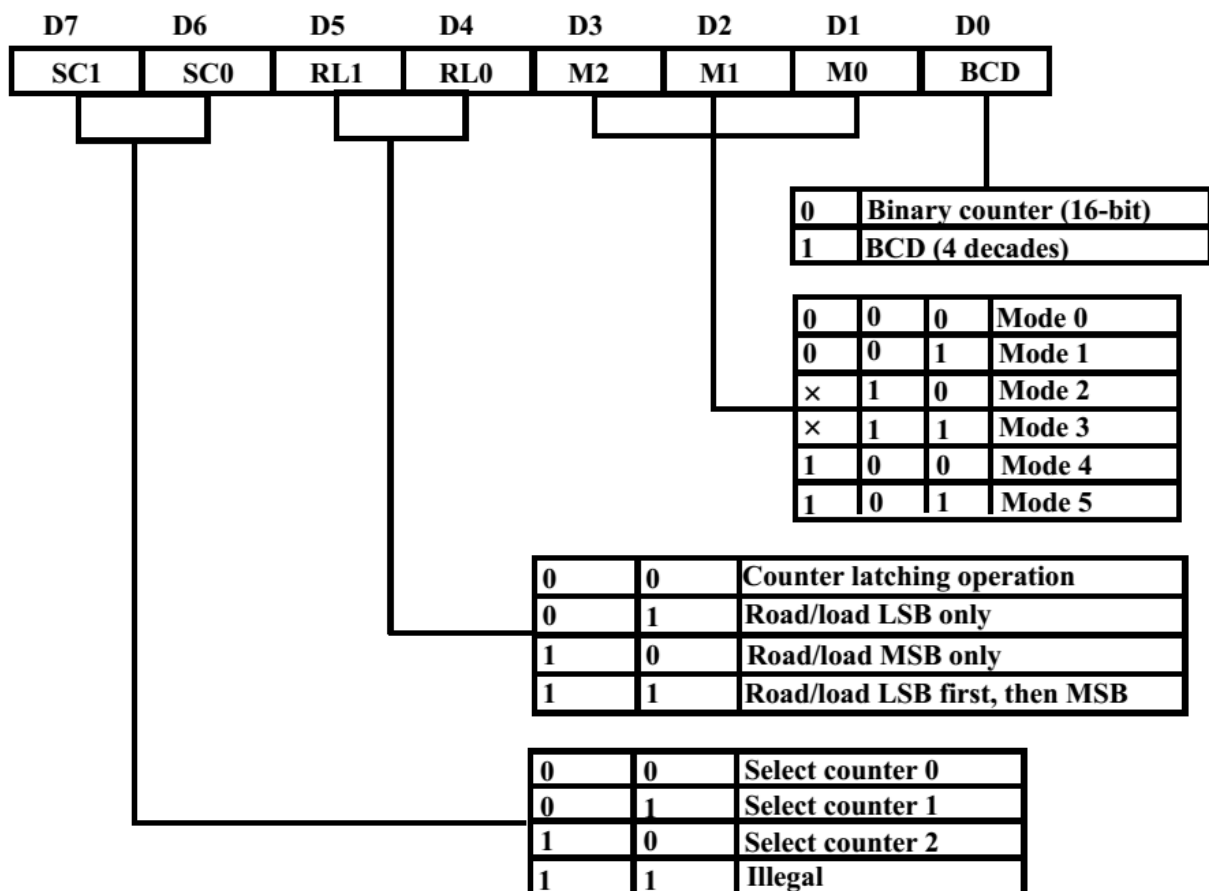 D7 D6 D5 D4 D3 D2 D1 D0
SC1 SC0 RL1 RL0 M2 M1 M0 BCD
0 Binary counter (16-bit)
1 BCD (4 decades)
0 0 0 Mode 0
0 0 1 Mode 1
× 1 0 Mode 2
× 1 1 Mode 3
1 0 0 Mode 4
1 0 1 Mode 5
0 0 Counter latching operation
0 1 Road/load LSB only
1 0 Road/load MSB only
1 1 Road/load LSB first, then MSB
0 0 Select counter 0
0 1 Select counter 1
1 0 Select counter 2
1 1 Illegal